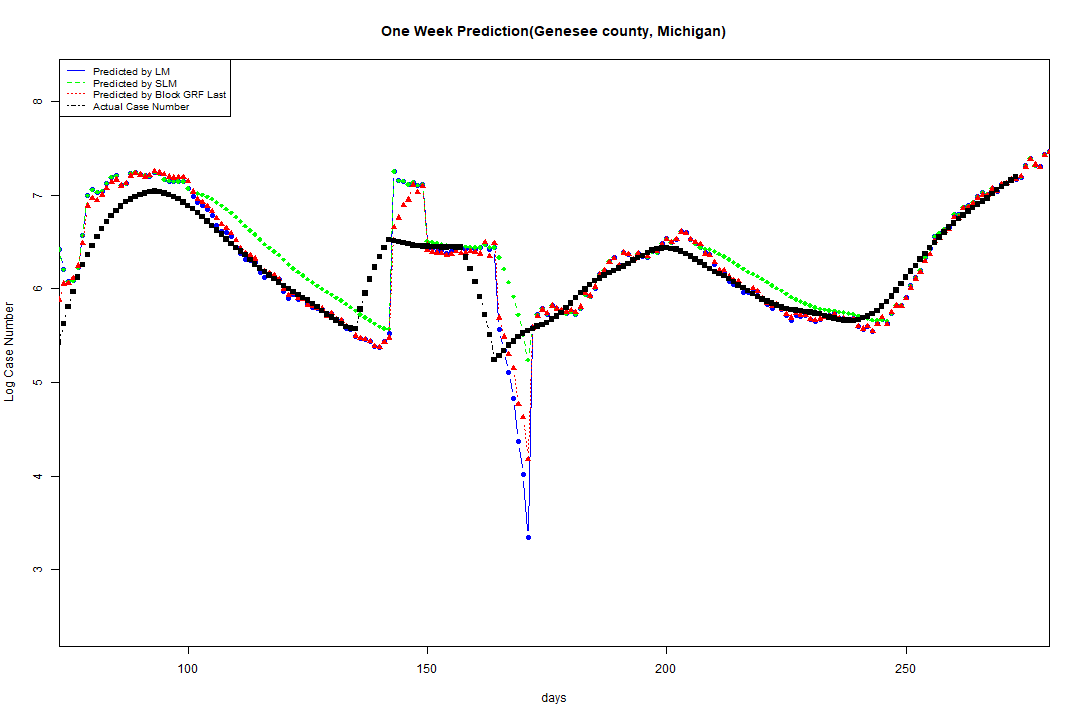 One Week Prediction(Genesee county, Michigan)
Predicted by LM
Predicted by SLM
Predicted by Block GRF Last
Actual Case Number
8
7
6
5
4
3
Log Case Number
100 150 200 250
days